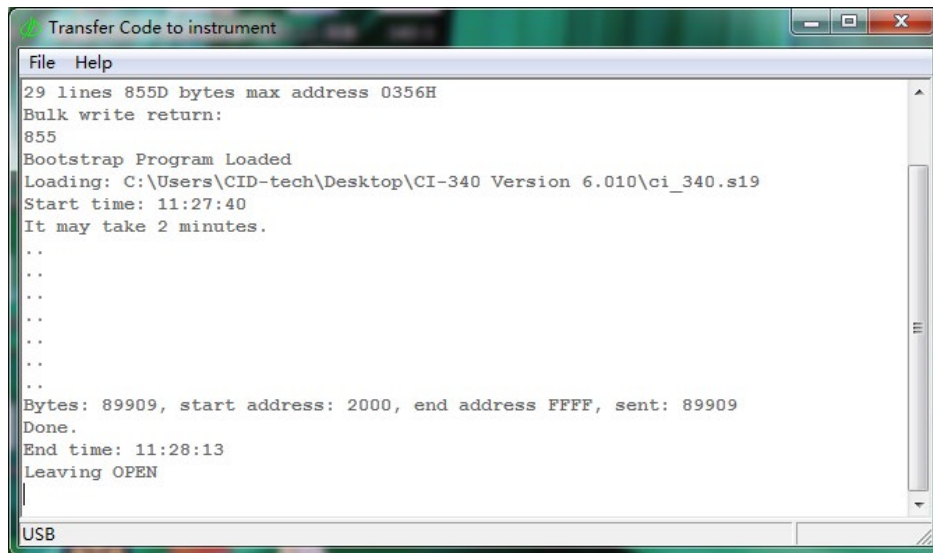 Transfer Code to instrument
File Help
29 lines 855D bytes max address 0356H
Bulk write return:
855
Bootstrap Program Loaded
Loading: C:\Users\CID-tech\Desktop\CI-340 Version 6.010\ci_340.s19
Start time: 11:27:40
It may take 2 minutes.
..
..
..
..
..
..
..
Bytes: 89909, start address: 2000, end address FFFF, sent: 89909
Done.
End time: 11:28:13
Leaving OPEN
USB